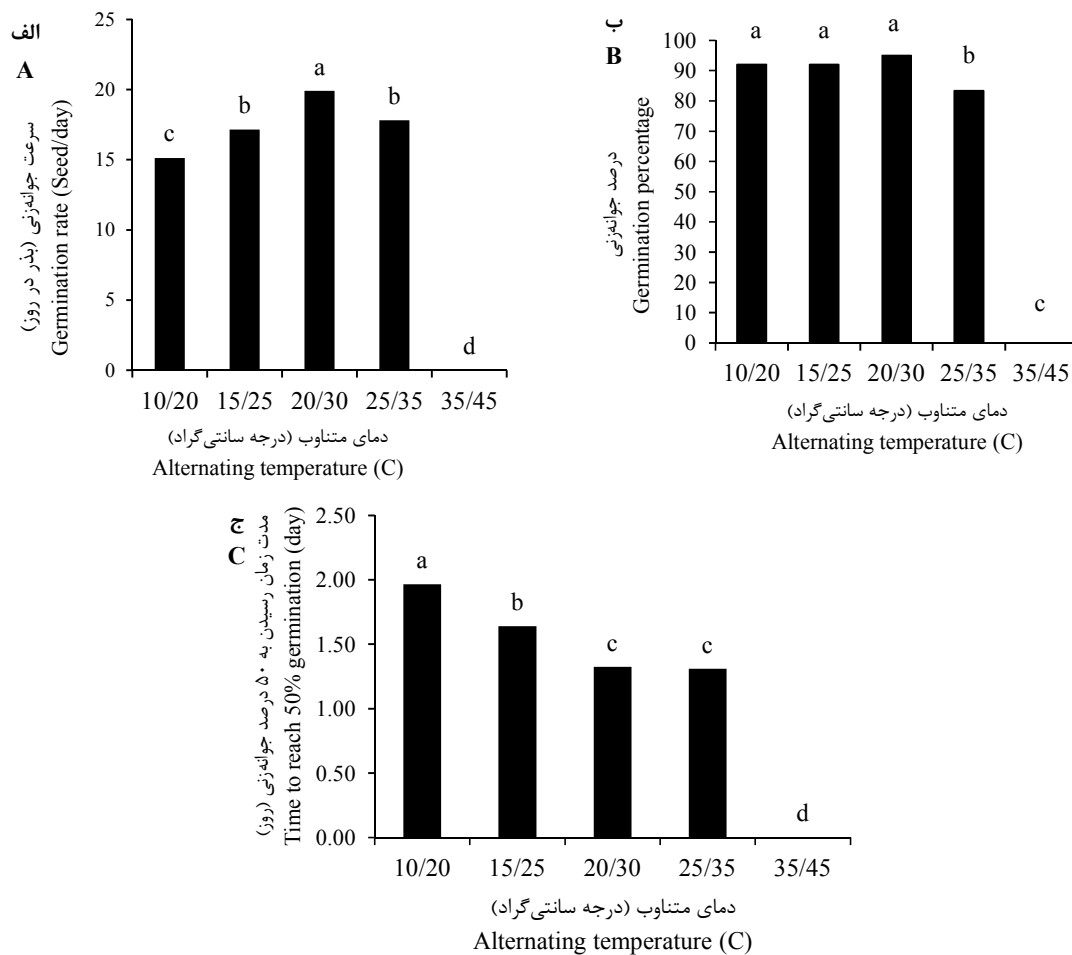 الف
A
سرعت جوانه‌زنی (بذر در روز)
Germination rate (Seed/day)
25
20
15
10
5
0
c
b
a
b
d
10/20 15/25 20/30 25/35 35/45
دمای متناوب (درجه سانتی‌گراد)
Alternating temperature (C)
ب
B
درصد جوانه‌زنی
Germination percentage
100
90
80
70
60
50
40
30
20
10
0
a
a
a
b
c
10/20 15/25 20/30 25/35 35/45
دمای متناوب (درجه سانتی‌گراد)
Alternating temperature (C)
ج
C
مدت زمان رسیدن به ۵۰ درصد جوانه‌زنی (روز)
Time to reach 50% germination (day)
2.50
2.00
1.50
1.00
0.50
0.00
a
b
c
c
d
10/20 15/25 20/30 25/35 35/45
دمای متناوب (درجه سانتی‌گراد)
Alternating temperature (C)